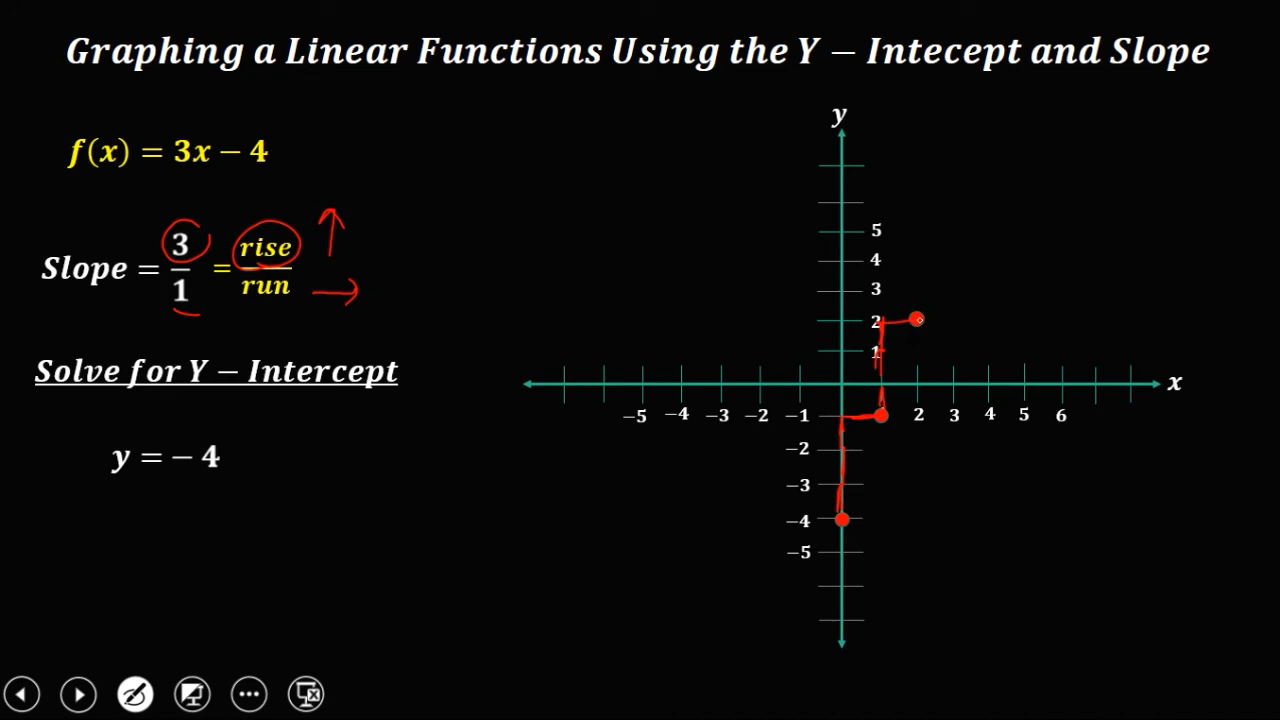 Graphing a Linear Functions Using the Y − Intecept and Slope
y
f(x) = 3x − 4
Slope = 3/1 = rise/run
5
4
3
2
1
x
−5 −4 −3 −2 −1 2 3 4 5 6
Solve for Y − Intercept
−2
y = − 4
−3
−4
−5